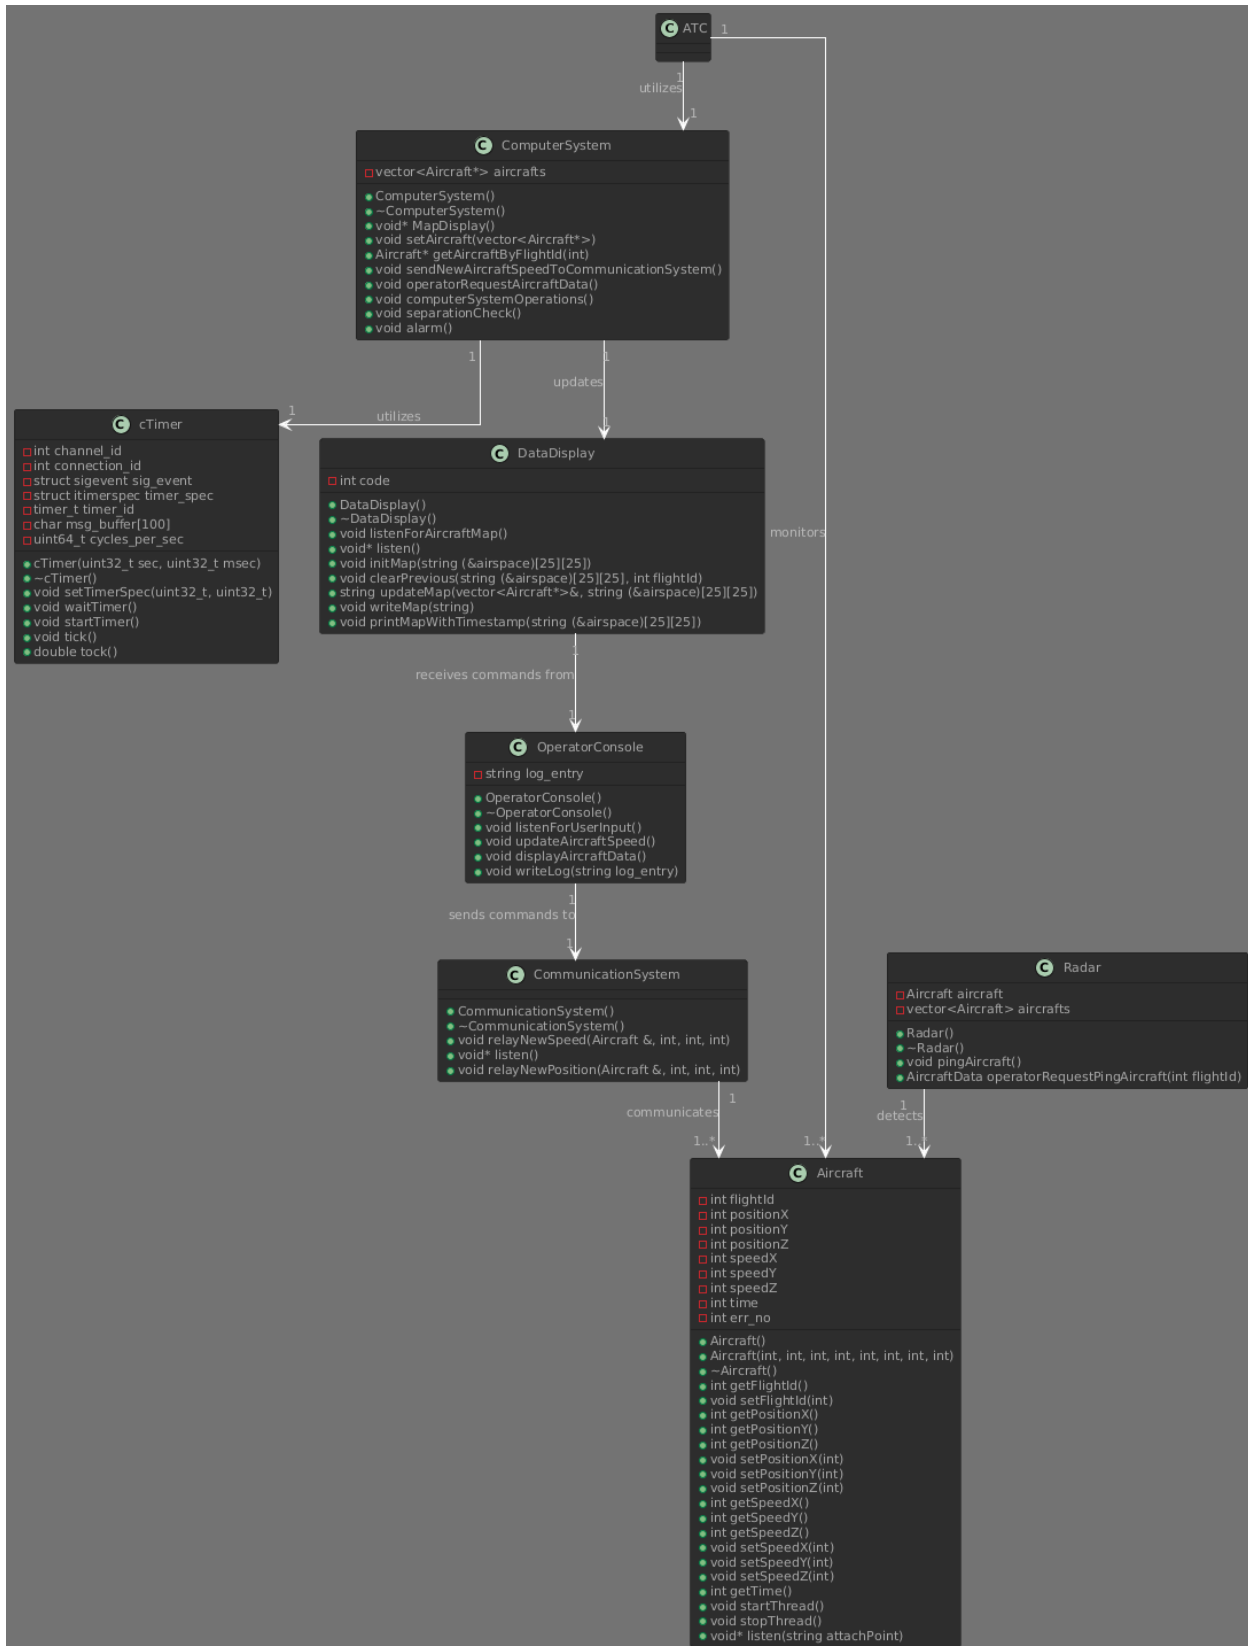 C ATC
1
1
utilizes
1
C ComputerSystem
vector<Aircraft*> aircrafts
ComputerSystem()
~ComputerSystem()
void* MapDisplay()
void setAircraft(vector<Aircraft*>)
Aircraft* getAircraftByFlightId(int)
void sendNewAircraftSpeedToCommunicationSystem()
void operatorRequestAircraftData()
void computerSystemOperations()
void separationCheck()
void alarm()
1
1
updates
1
utilizes
1
C cTimer
int channel_id
int connection_id
struct sigevent sig_event
struct itimerspec timer_spec
timer_t timer_id
char msg_buffer[100]
uint64_t cycles_per_sec
cTimer(uint32_t sec, uint32_t msec)
~cTimer()
void setTimerSpec(uint32_t, uint32_t)
void waitTimer()
void startTimer()
void tick()
double tock()
C DataDisplay
int code
DataDisplay()
~DataDisplay()
void listenForAircraftMap()
void* listen()
void initMap(string (&airspace)[25][25])
void clearPrevious(string (&airspace)[25][25], int flightId)
string updateMap(vector<Aircraft*>&, string (&airspace)[25][25])
void writeMap(string)
void printMapWithTimestamp(string (&airspace)[25][25])
monitors
1
receives commands from
1
C OperatorConsole
string log_entry
OperatorConsole()
~OperatorConsole()
void listenForUserInput()
void updateAircraftSpeed()
void displayAircraftData()
void writeLog(string log_entry)
1
sends commands to
1
C CommunicationSystem
CommunicationSystem()
~CommunicationSystem()
void relayNewSpeed(Aircraft &, int, int, int)
void* listen()
void relayNewPosition(Aircraft &, int, int, int)
C Radar
Aircraft aircraft
vector<Aircraft> aircrafts
Radar()
~Radar()
void pingAircraft()
AircraftData operatorRequestPingAircraft(int flightId)
1
communicates
1..*
1..*
1
detects
1..*
C Aircraft
int flightId
int positionX
int positionY
int positionZ
int speedX
int speedY
int speedZ
int time
int err_no
Aircraft()
Aircraft(int, int, int, int, int, int, int, int)
~Aircraft()
int getFlightId()
void setFlightId(int)
int getPositionX()
int getPositionY()
int getPositionZ()
void setPositionX(int)
void setPositionY(int)
void setPositionZ(int)
int getSpeedX()
int getSpeedY()
int getSpeedZ()
void setSpeedX(int)
void setSpeedY(int)
void setSpeedZ(int)
int getTime()
void startThread()
void stopThread()
void* listen(string attachPoint)